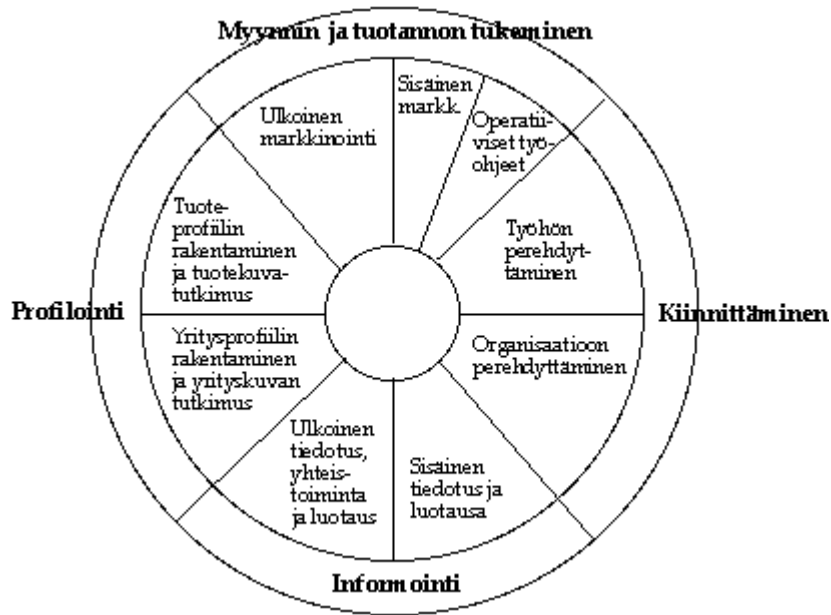 Myynnin ja tuotannon tukeminen
Sisäinen
markk.
Operatii-
viset työ-
ohjeet
Ulkoinen
markkinointi
Työhön
perehdyt-
täminen
Tuote-
profiilin
rakentaminen
ja tuotekuva-
tutkimus
Profilointi
Kiinnittäminen
Yritysprofiilin
rakentaminen
ja yrityskuvan
tutkimus
Organisaatioon
perehdyttäminen
Ulkoinen
tiedotus,
yhteis-
toiminta
ja luotaus
Sisäinen
tiedotus ja
luotausa
Informointi